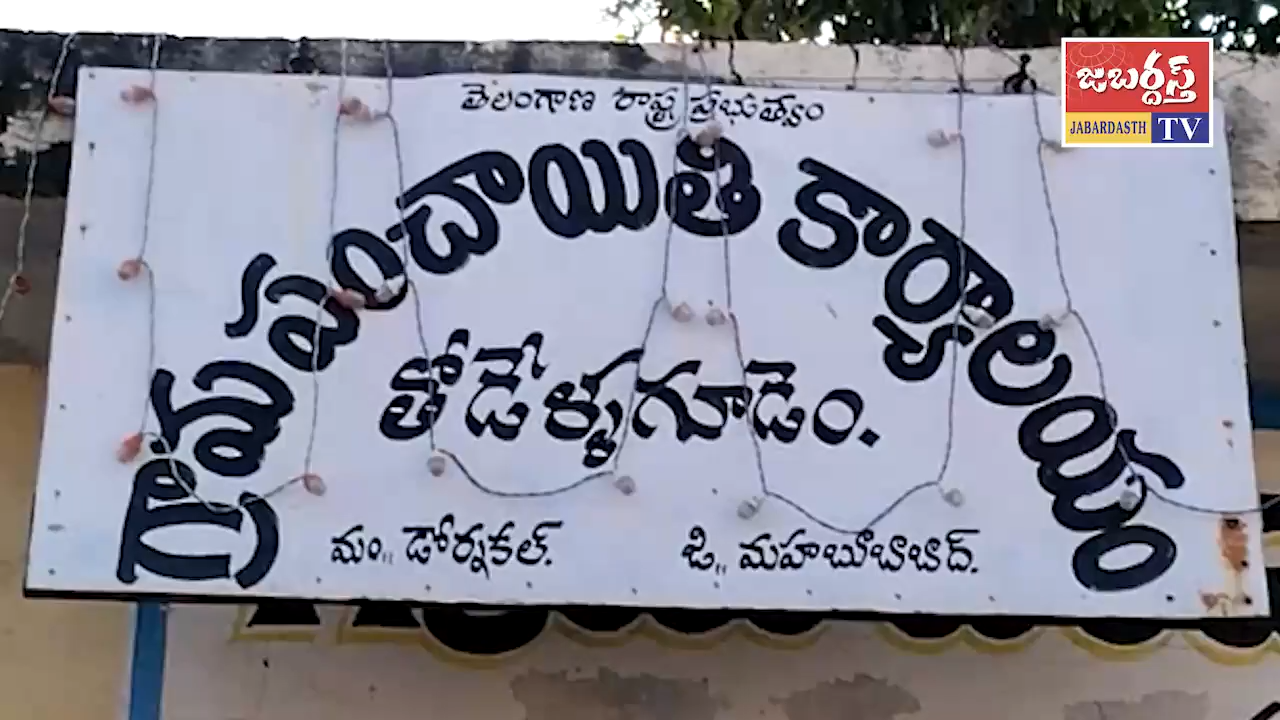 తెలంగాణ రాష్ట్ర ప్రభుత్వం
గ్రామ పంచాయితి కార్యాలయం
తోడేళ్ళగూడెం.
మం,, డోర్నకల్.
జి,, మహబూబాబాద్.
జబర్దస్త్
JABARDASTH TV